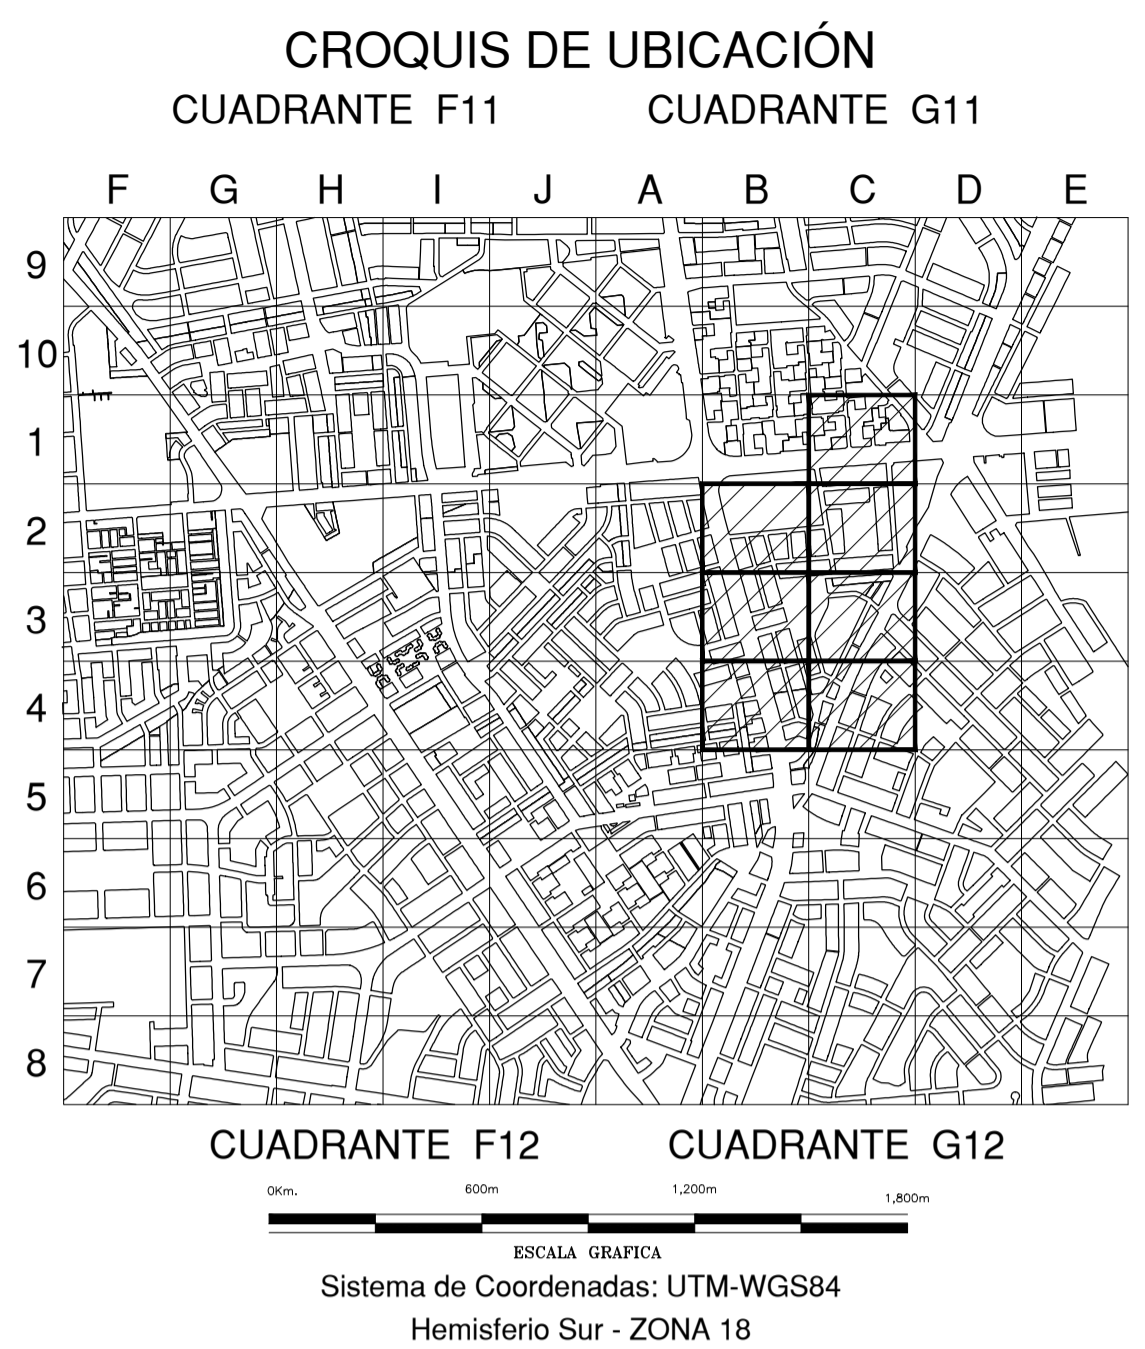 CROQUIS DE UBICACIÓN
CUADRANTE F11 CUADRANTE G11
F G H I J A B C D E
9
10
1
2
3
4
5
6
7
8
CUADRANTE F12 CUADRANTE G12
0Km. 600m 1,200m 1,800m
ESCALA GRAFICA
Sistema de Coordenadas: UTM-WGS84
Hemisferio Sur - ZONA 18